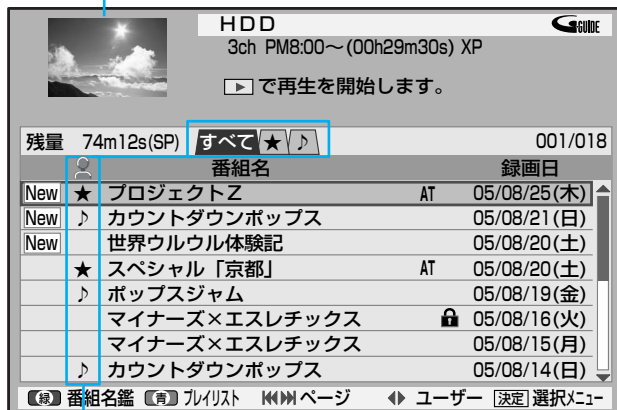 HDD
G-GUIDE
3ch PM8:00～(00h29m30s) XP
▶ で再生を開始します。
残量 74m12s(SP) すべて ★ ♪ 001/018
番組名 録画日
New ★ プロジェクトZ AT 05/08/25(木)
New ♪ カウントダウンポップス 05/08/21(日)
New 世界ウルウル体験記 05/08/20(土)
★ スペシャル「京都」 AT 05/08/20(土)
♪ ポップスジャム 05/08/19(金)
マイナーズ×エスレチックス 05/08/16(火)
マイナーズ×エスレチックス 05/08/15(月)
♪ カウントダウンポップス 05/08/14(日)
緑 番組名鑑 青 プレイリスト ⏮⏭ ページ ◀▶ ユーザー 決定 選択メニュー